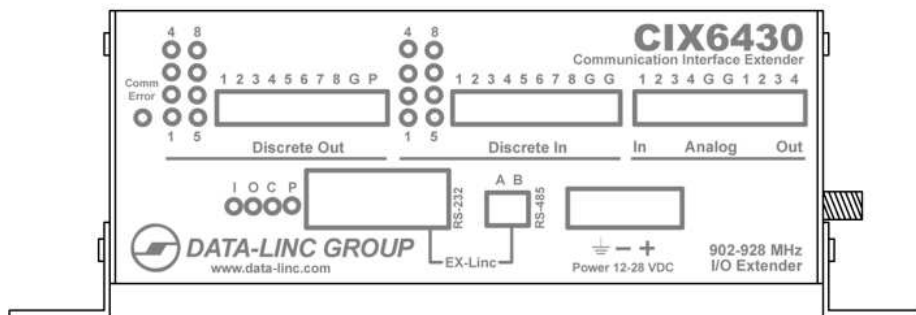 CIX6430
Communication Interface Extender
4 8
4 8
Comm
Error
1 2 3 4 5 6 7 8 G P
1 2 3 4 5 6 7 8 G G
1 2 3 4 G G 1 2 3 4
1 5
1 5
Discrete Out
Discrete In
In Analog Out
I O C P
RS-232
A B
RS-485
DATA-LINC GROUP
www.data-linc.com
EX-Linc
− +
Power 12-28 VDC
902-928 MHz
I/O Extender